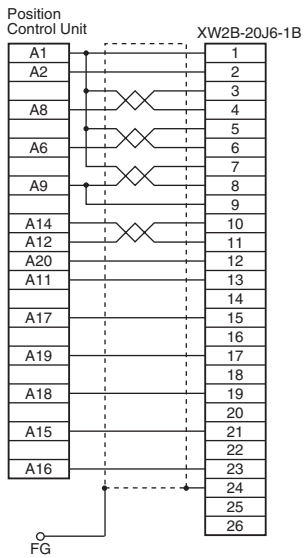 Position
Control Unit
XW2B-20J6-1B
A1 1
A2 2
3
A8 4
5
A6 6
7
A9 8
9
A14 10
A12 11
A20 12
A11 13
14
A17 15
16
A19 17
18
A18 19
20
A15 21
22
A16 23
24
25
26
FG